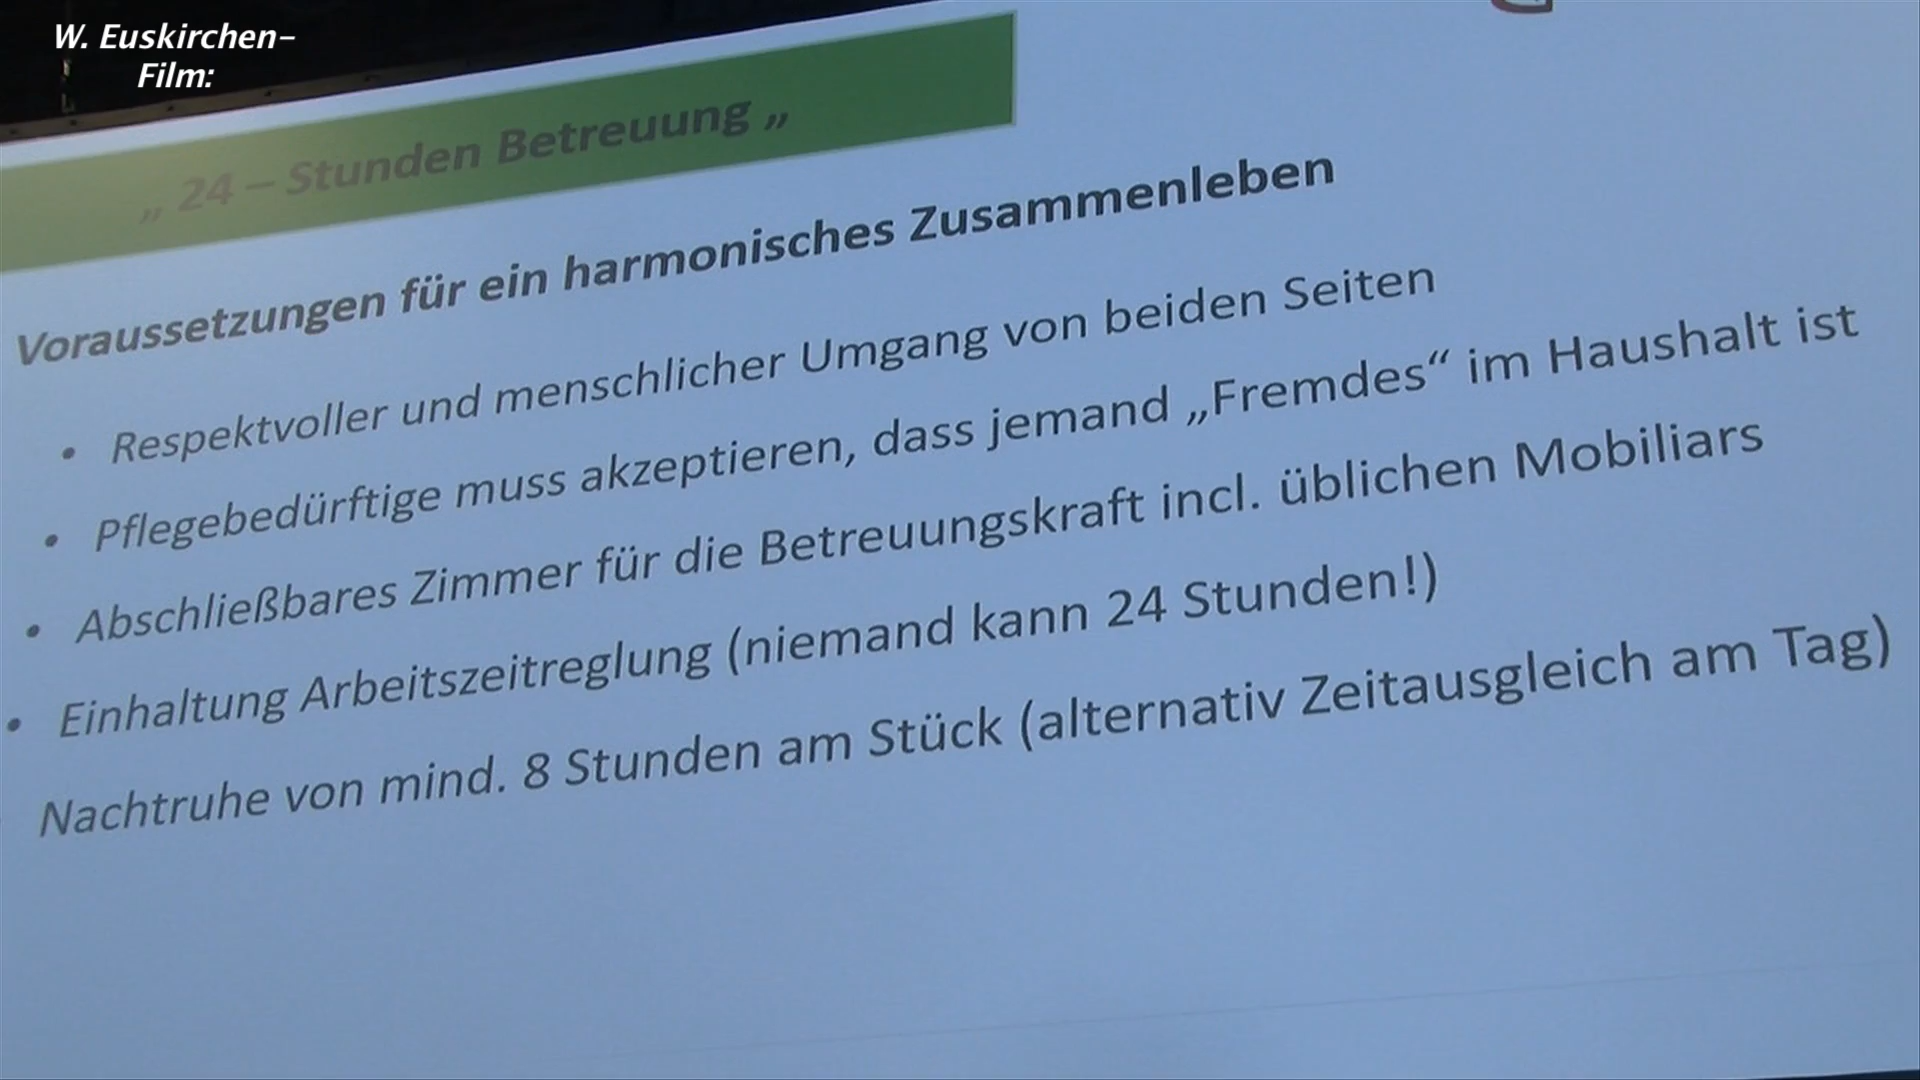 W. Euskirchen-
Film:
„ 24 – Stunden Betreuung „
Voraussetzungen für ein harmonisches Zusammenleben
• Respektvoller und menschlicher Umgang von beiden Seiten
• Pflegebedürftige muss akzeptieren, dass jemand „Fremdes“ im Haushalt ist
• Abschließbares Zimmer für die Betreuungskraft incl. üblichen Mobiliars
• Einhaltung Arbeitszeitreglung (niemand kann 24 Stunden!)
Nachtruhe von mind. 8 Stunden am Stück (alternativ Zeitausgleich am Tag)